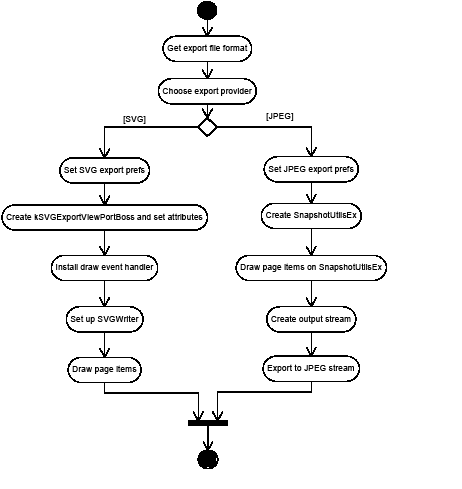 Get export file format
Choose export provider
[SVG]
[JPEG]
Set SVG export prefs
Set JPEG export prefs
Create kSVGExportViewPortBoss and set attributes
Create SnapshotUtilsEx
Install draw event handler
Draw page items on SnapshotUtilsEx
Set up SVGWriter
Create output stream
Draw page items
Export to JPEG stream